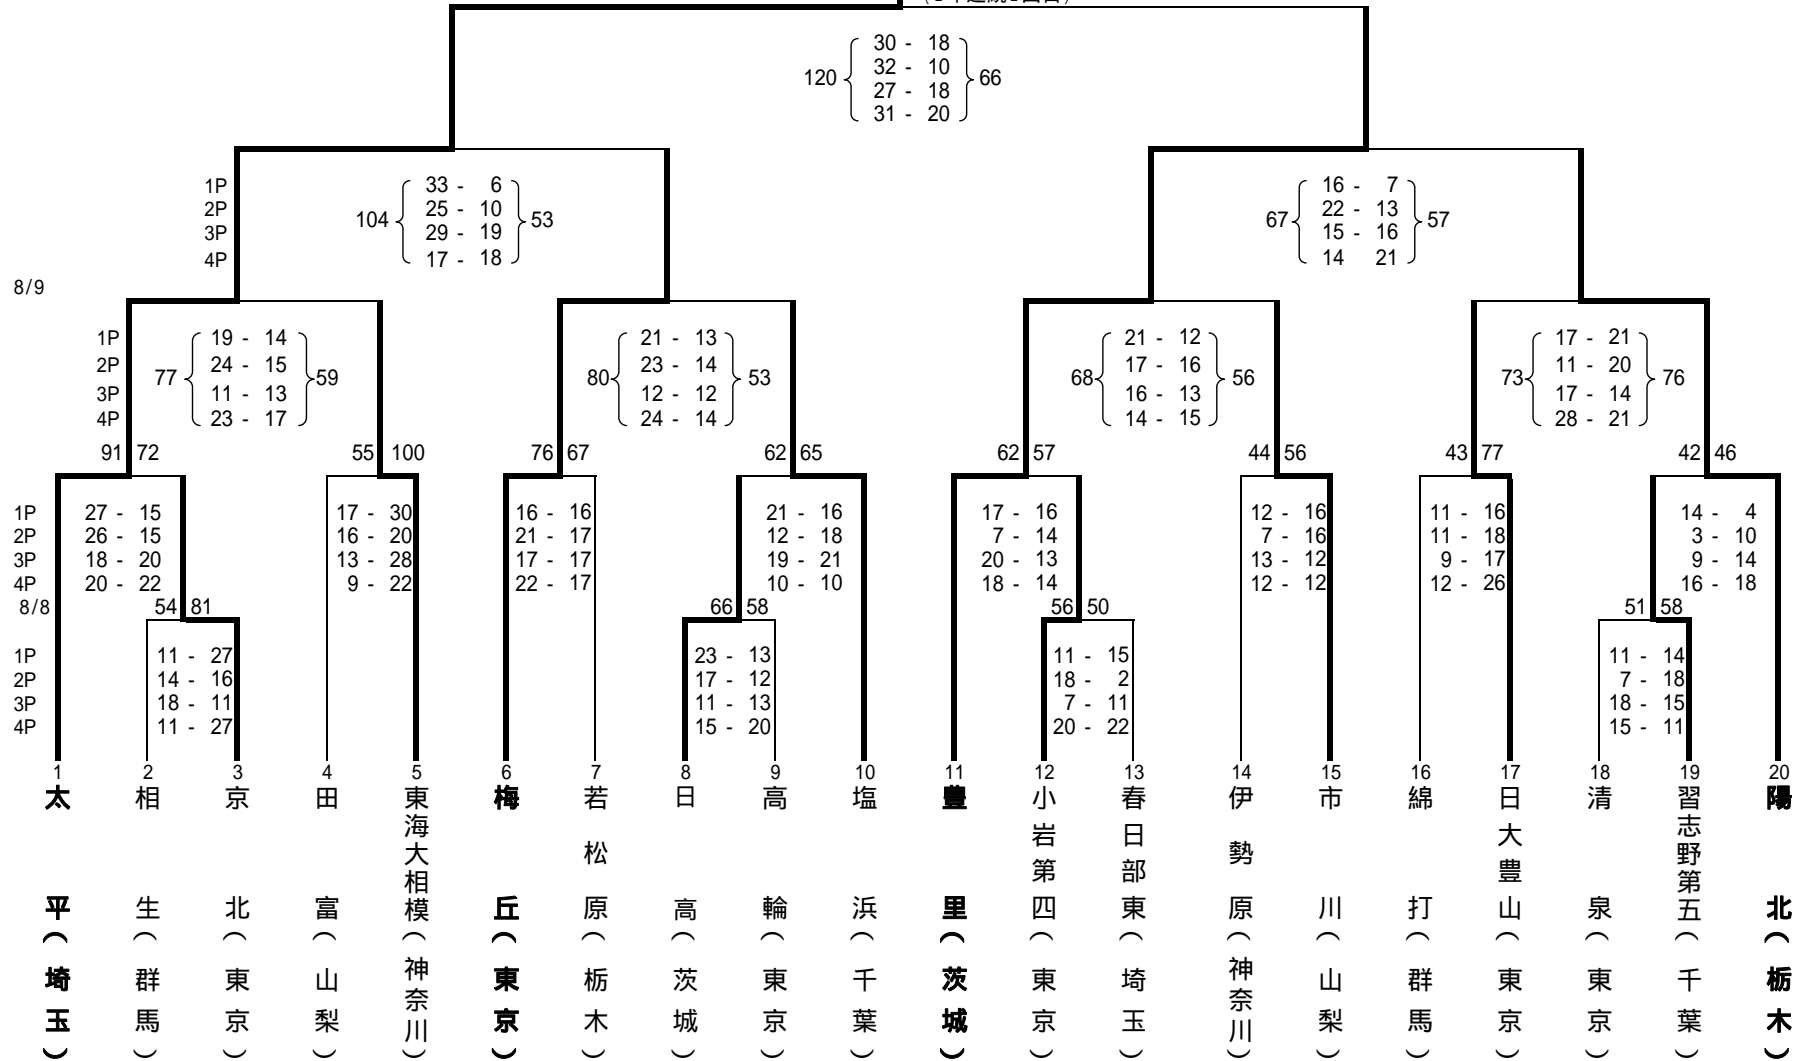 30 - 18
32 - 10
120 66
27 - 18
31 - 20
1P 33 - 6 16 - 7
2P 25 - 10 22 - 13
104 53 67 57
3P 29 - 19 15 - 16
4P 17 - 18 14 21
8/9
1P 19 - 14 21 - 13 21 - 12 17 - 21
2P 24 - 15 23 - 14 17 - 16 11 - 20
77 59 80 53 68 56 73 76
3P 11 - 13 12 - 12 16 - 13 17 - 14
4P 23 - 17 24 - 14 14 - 15 28 - 21
91 72 55 100 76 67 62 65 62 57 44 56 43 77 42 46
1P 27 - 15 17 - 30 16 - 16 21 - 16 17 - 16 12 - 16 11 - 16 14 - 4
2P 26 - 15 16 - 20 21 - 17 12 - 18 7 - 14 7 - 16 11 - 18 3 - 10
3P 18 - 20 13 - 28 17 - 17 19 - 21 20 - 13 13 - 12 9 - 17 9 - 14
4P 20 - 22 9 - 22 22 - 17 10 - 10 18 - 14 12 - 12 12 - 26 16 - 18
8/8 54 81 66 58 56 50 51 58
1P 11 - 27 23 - 13 11 - 15 11 - 14
2P 14 - 16 17 - 12 18 - 2 7 - 18
3P 18 - 11 11 - 13 7 - 11 18 - 15
4P 11 - 27 15 - 20 20 - 22 15 - 11
1 2 3 4 5 6 7 8 9 10 11 12 13 14 15 16 17 18 19 20
太平(埼玉)
相生(群馬)
京北(東京)
田富(山梨)
東海大相模(神奈川)
梅丘(東京)
若松原(栃木)
日高(茨城)
高輪(東京)
塩浜(千葉)
豊里(茨城)
小岩第四(東京)
春日部東(埼玉)
伊勢原(神奈川)
市川(山梨)
綿打(群馬)
日大豊山(東京)
清泉(東京)
習志野第五(千葉)
陽北(栃木)